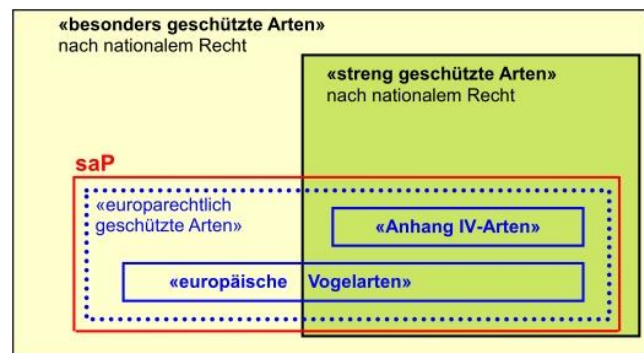 «besonders geschützte Arten»
nach nationalem Recht
«streng geschützte Arten»
nach nationalem Recht
saP
«europarechtlich
geschützte Arten»
«Anhang IV-Arten»
«europäische Vogelarten»